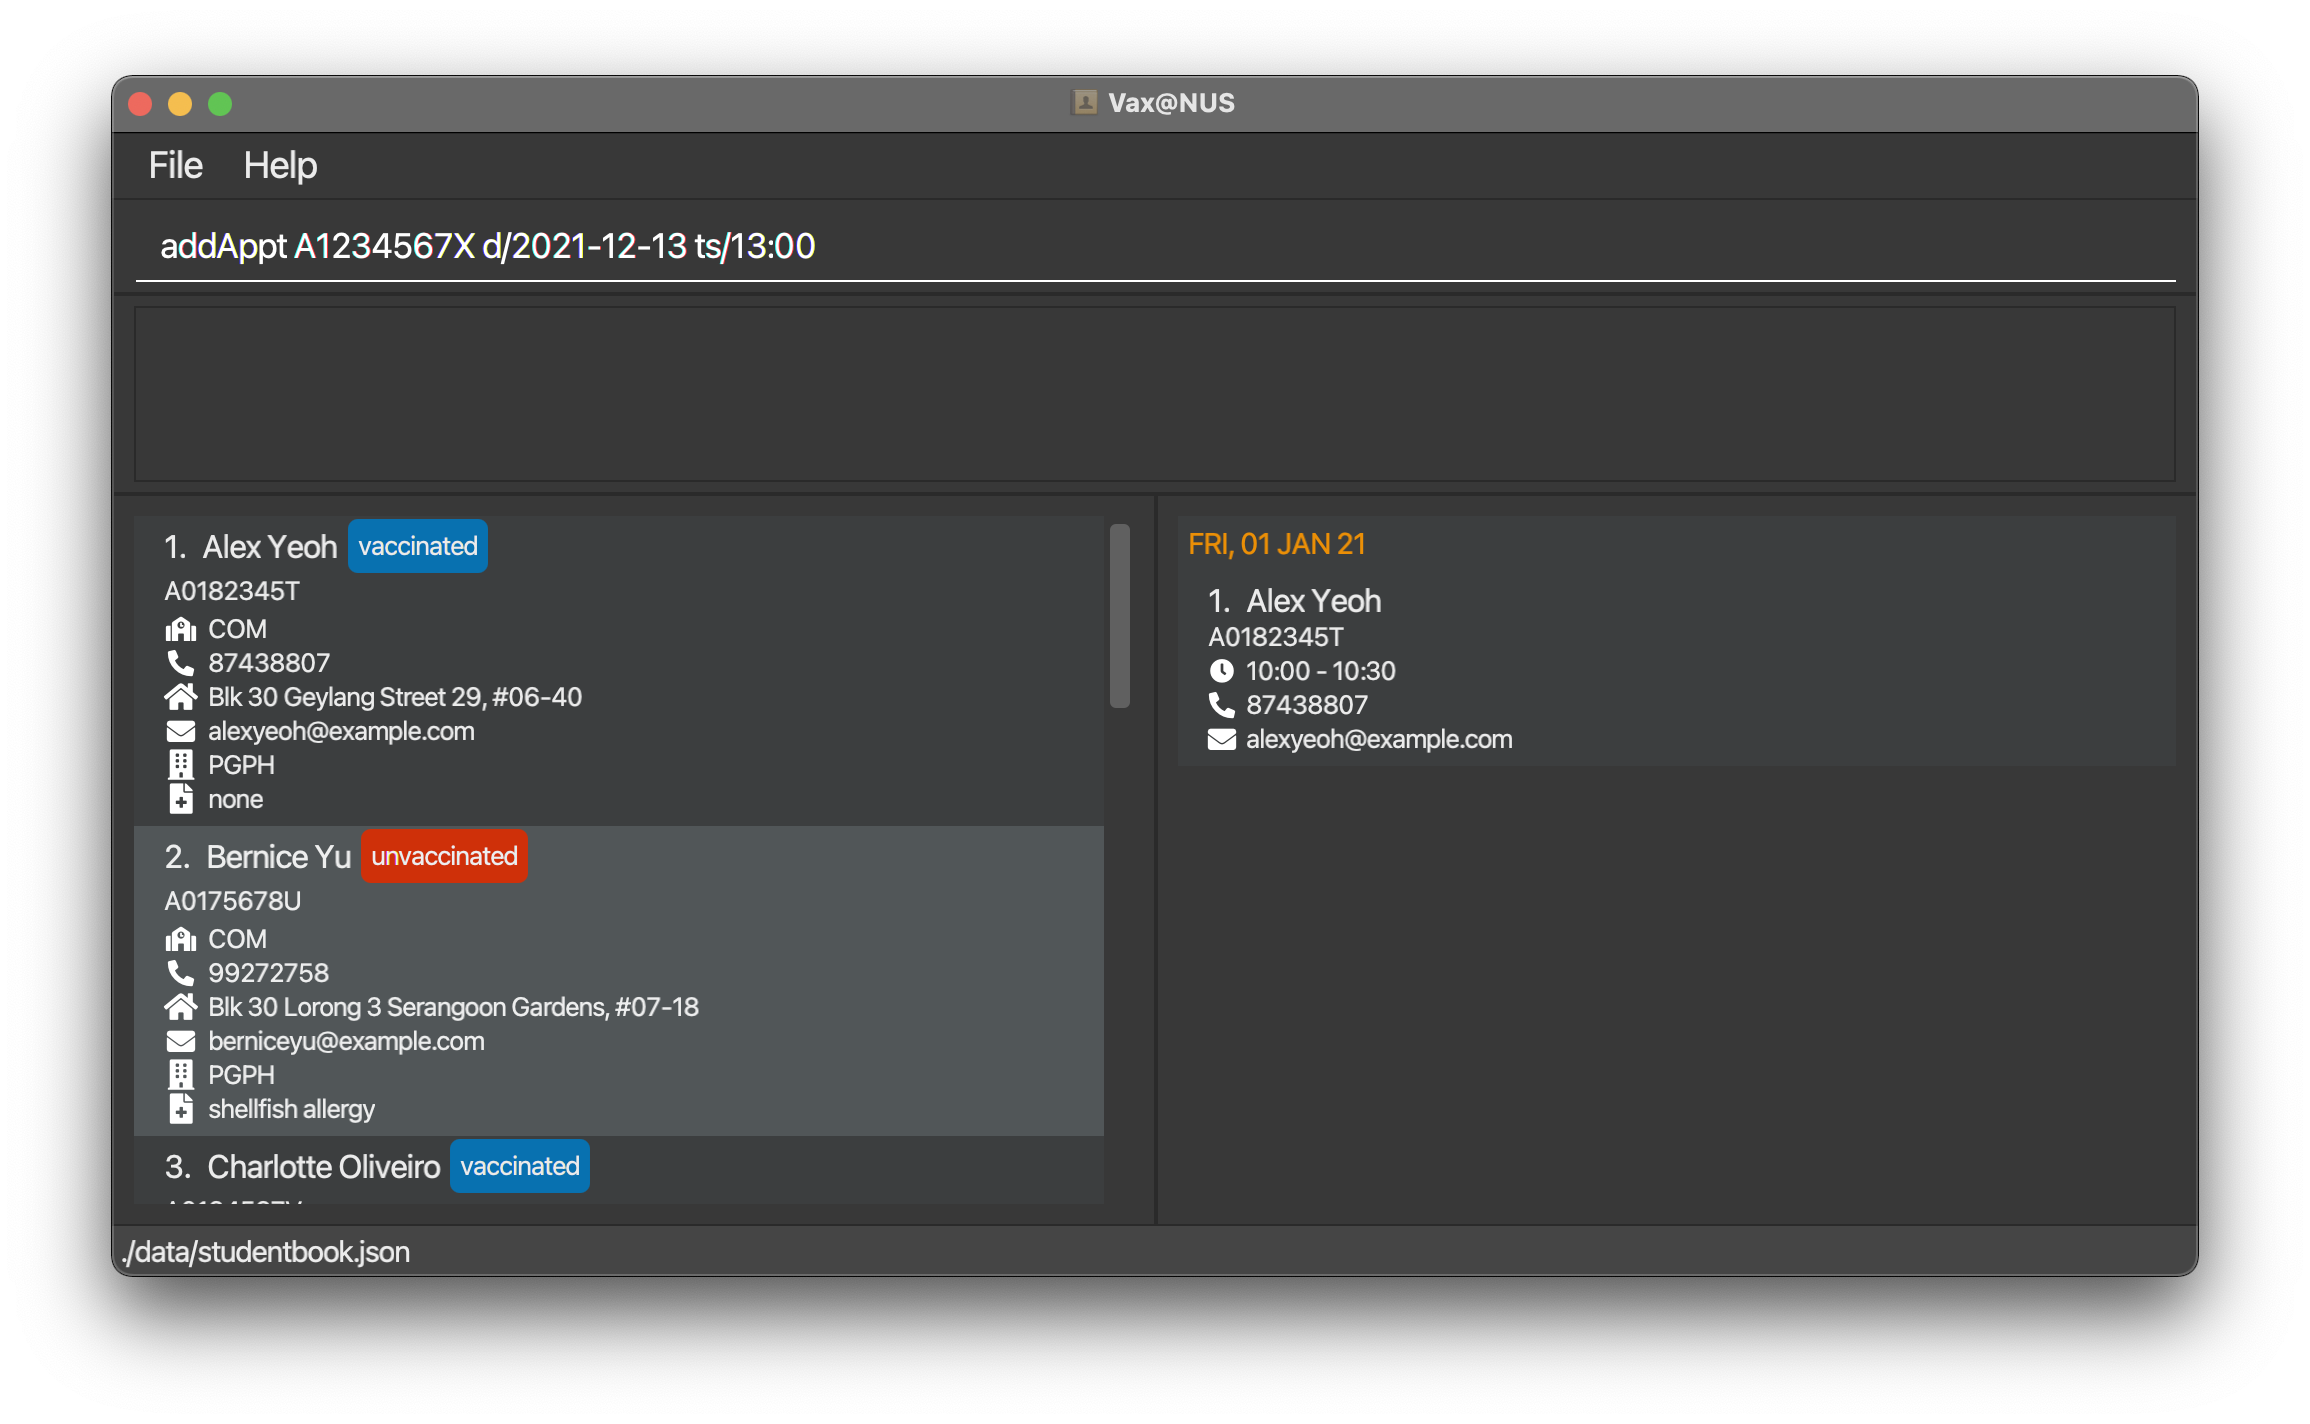 Vax@NUS
File Help
addAppt A1234567X d/2021-12-13 ts/13:00
1. Alex Yeoh vaccinated
A0182345T
COM
87438807
Blk 30 Geylang Street 29, #06-40
alexyeoh@example.com
PGPH
none
2. Bernice Yu unvaccinated
A0175678U
COM
99272758
Blk 30 Lorong 3 Serangoon Gardens, #07-18
berniceyu@example.com
PGPH
shellfish allergy
3. Charlotte Oliveiro vaccinated
FRI, 01 JAN 21
1. Alex Yeoh
A0182345T
10:00 - 10:30
87438807
alexyeoh@example.com
./data/studentbook.json